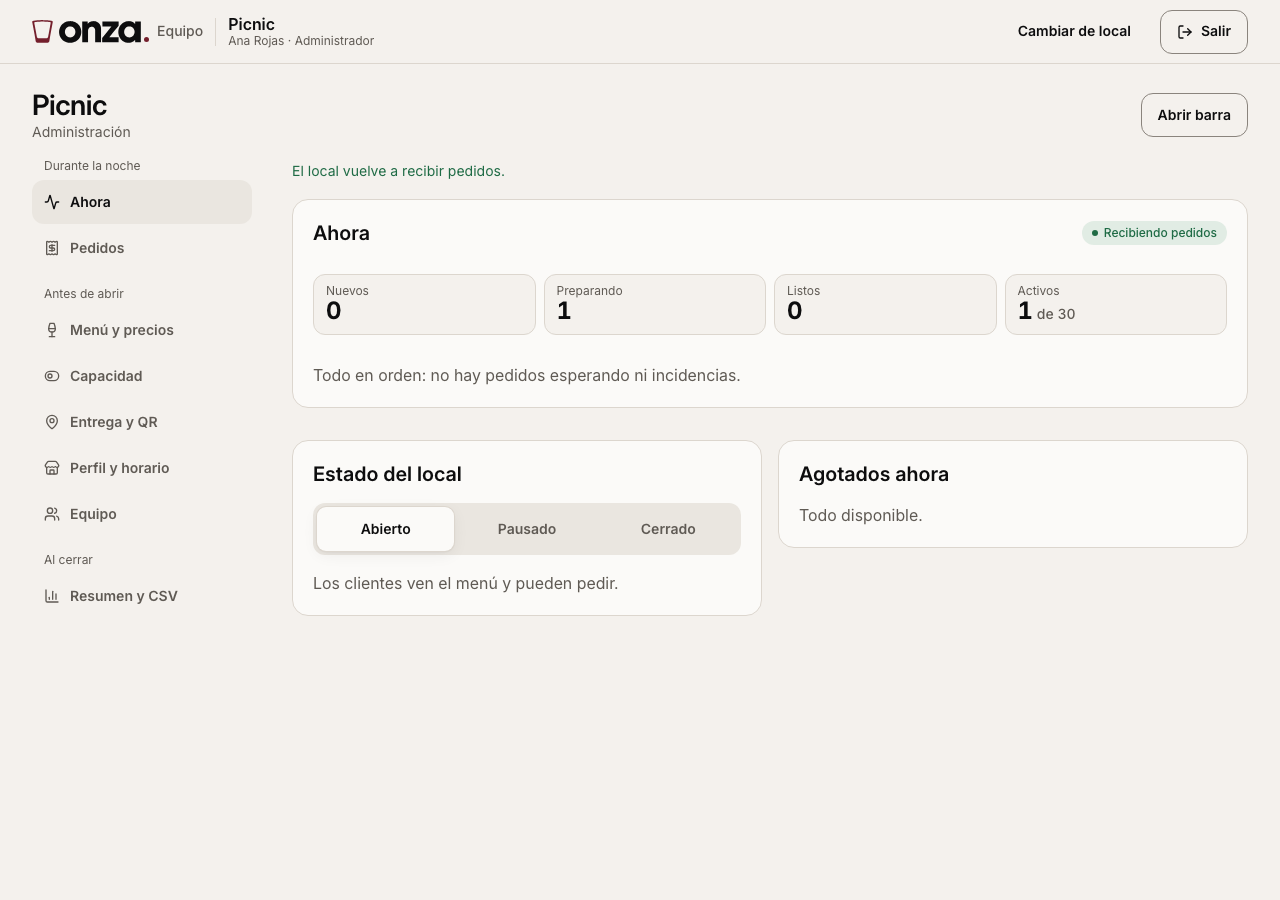 onza. Equipo
Picnic
Ana Rojas · Administrador
Cambiar de local
Salir
Picnic
Administración
Abrir barra
Durante la noche
Ahora
Pedidos
Antes de abrir
Menú y precios
Capacidad
Entrega y QR
Perfil y horario
Equipo
Al cerrar
Resumen y CSV
El local vuelve a recibir pedidos.
Ahora
Recibiendo pedidos
Nuevos
0
Preparando
1
Listos
0
Activos
1 de 30
Todo en orden: no hay pedidos esperando ni incidencias.
Estado del local
Abierto
Pausado
Cerrado
Los clientes ven el menú y pueden pedir.
Agotados ahora
Todo disponible.